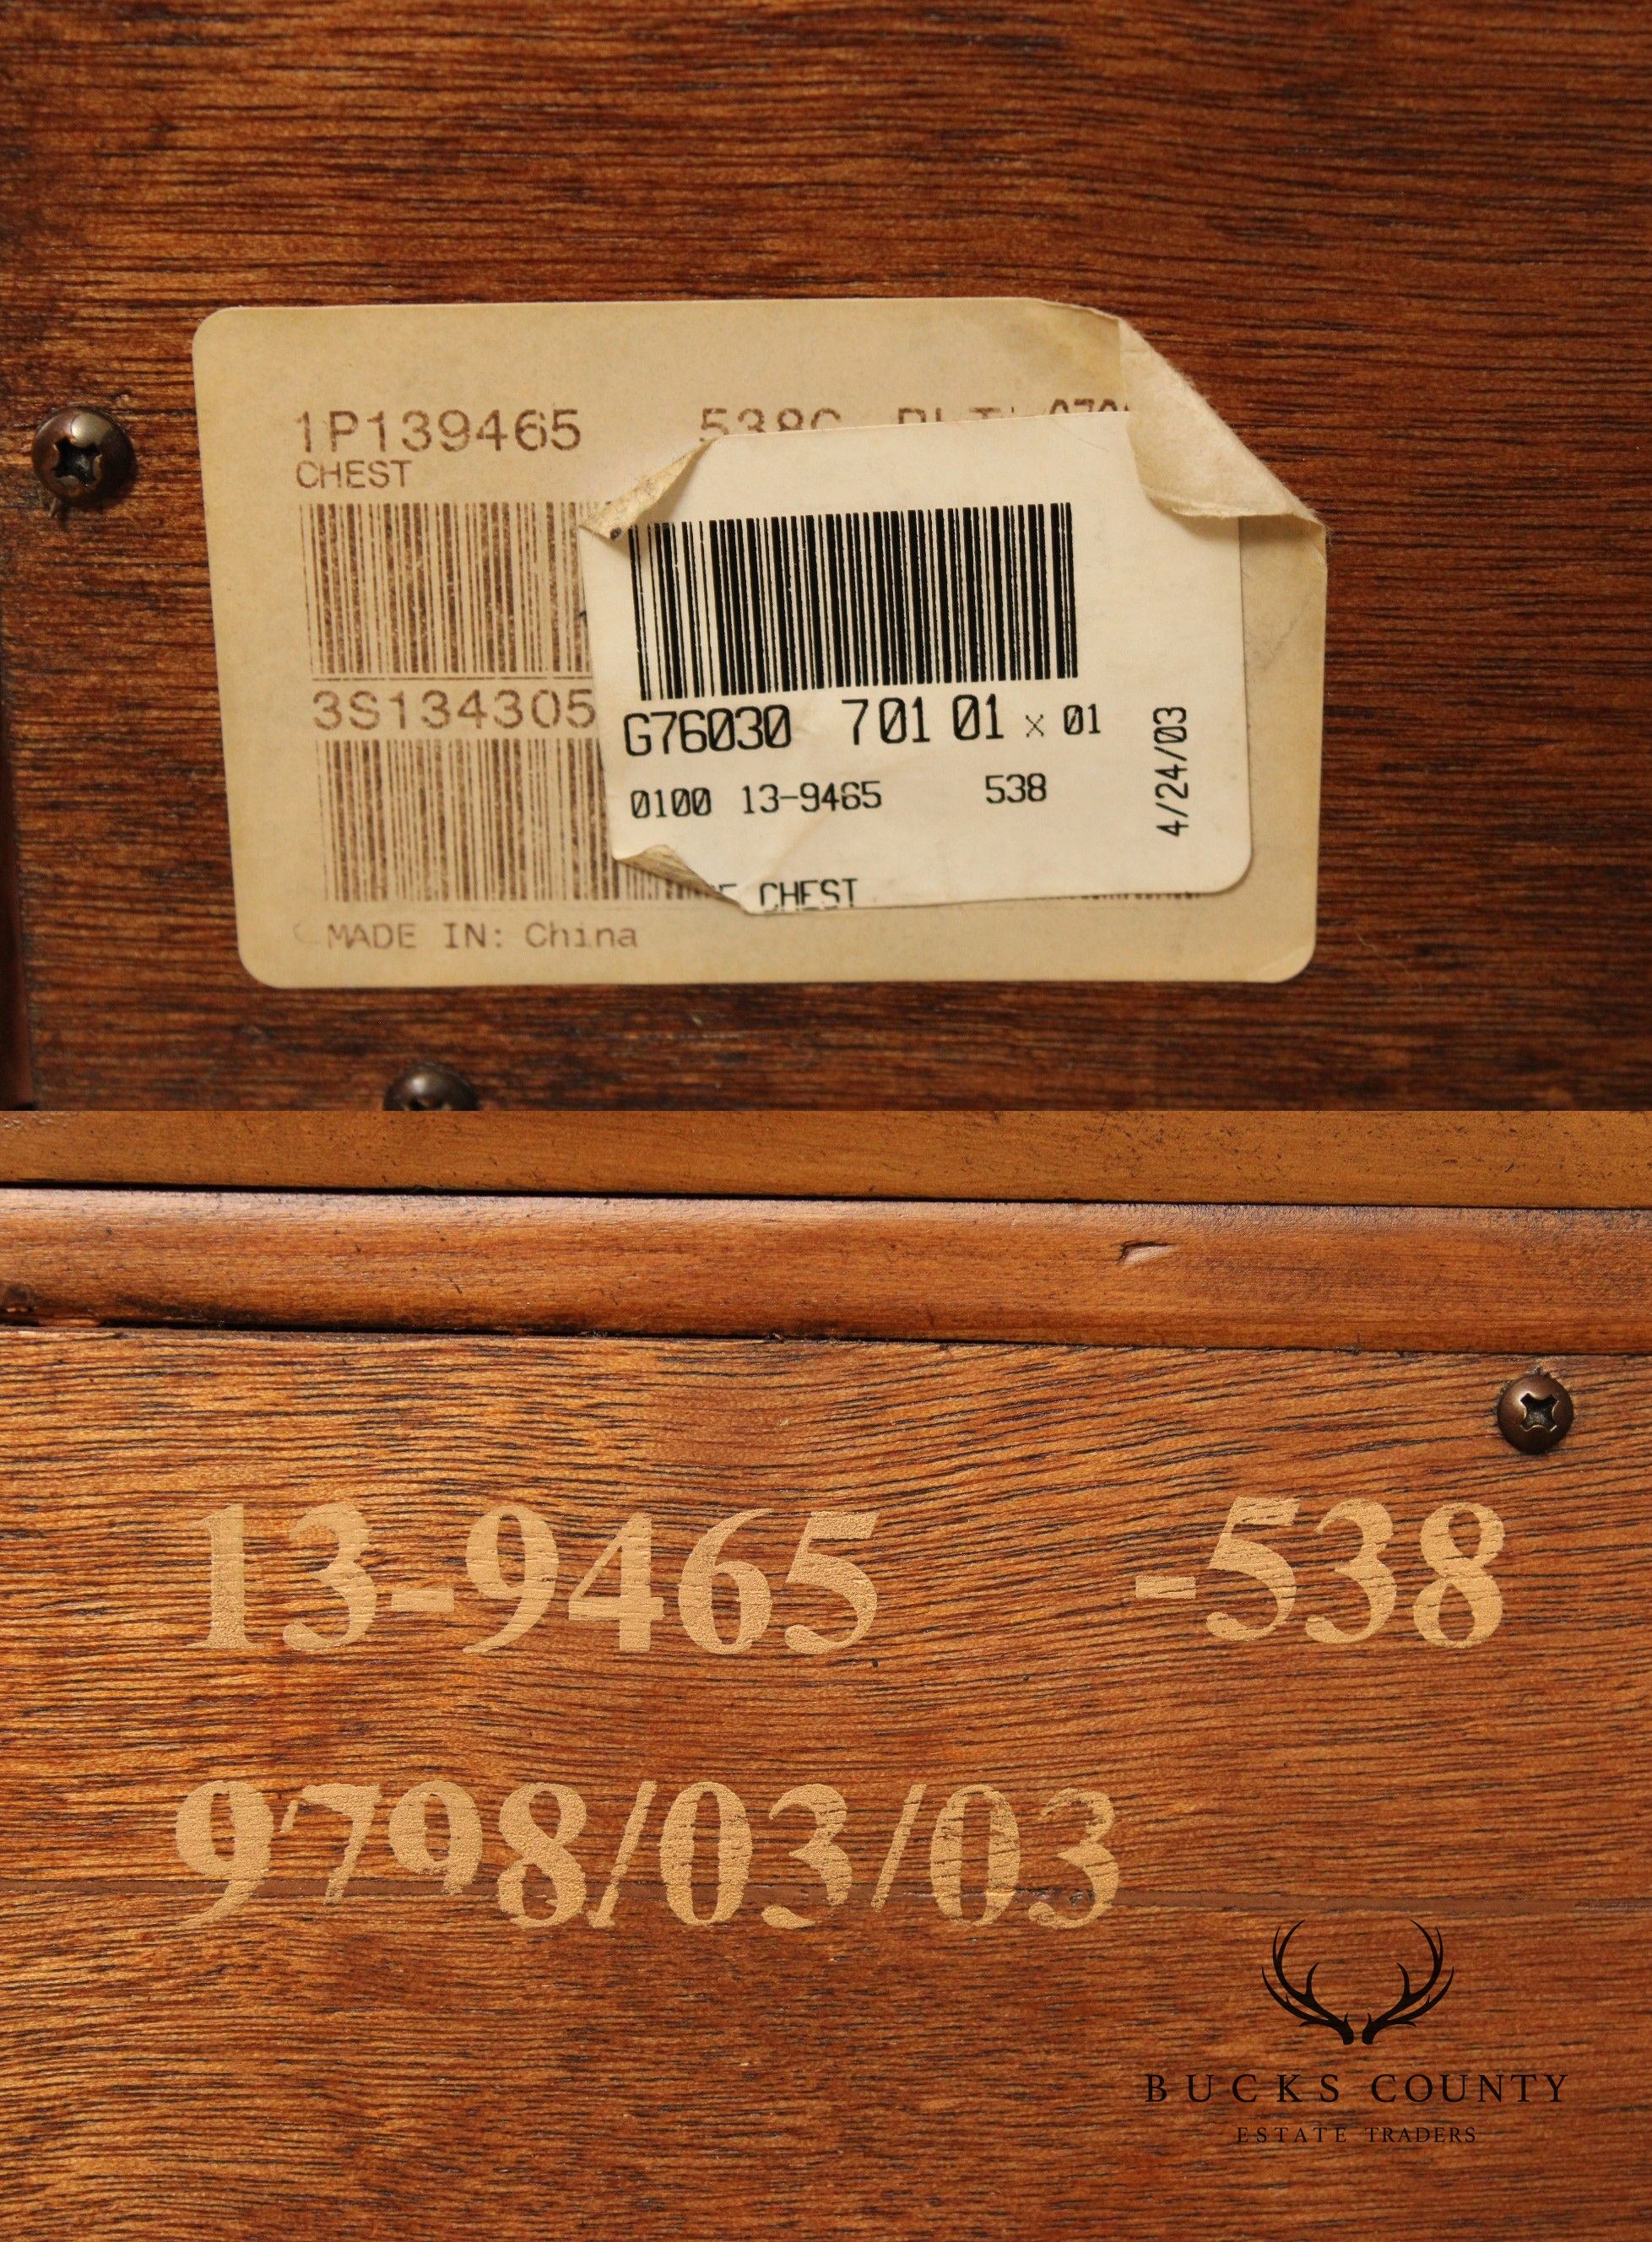 1P139465 538
CHEST
3S134305
MADE IN: China
G76030 701 01 x 01
0100 13-9465 538
CHEST
4/24/03
13-9465 -538
9798/03/03
BUCKS COUNTY
ESTATE TRADERS